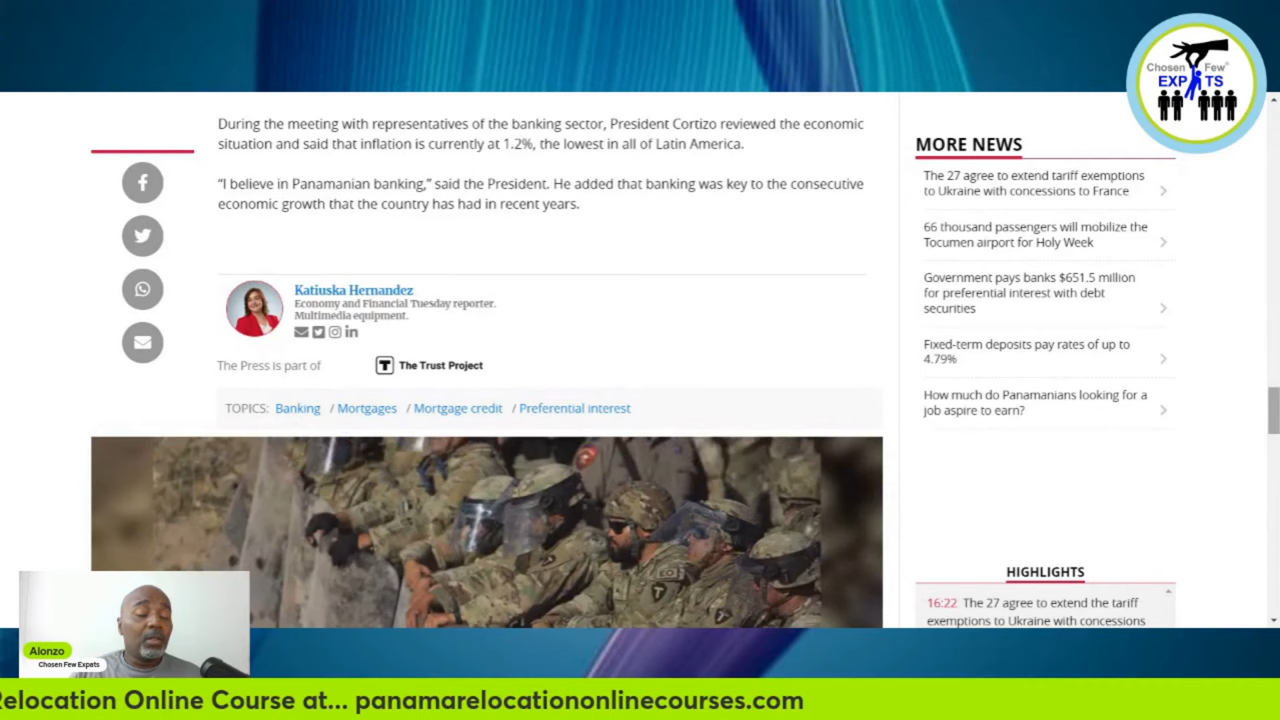 Chosen Few®
EXP TS
During the meeting with representatives of the banking sector, President Cortizo reviewed the economic
situation and said that inflation is currently at 1.2%, the lowest in all of Latin America.
“I believe in Panamanian banking,” said the President. He added that banking was key to the consecutive
economic growth that the country has had in recent years.
Katiuska Hernandez
Economy and Financial Tuesday reporter.
Multimedia equipment.
The Press is part of
T The Trust Project
TOPICS: Banking / Mortgages / Mortgage credit / Preferential interest
MORE NEWS
The 27 agree to extend tariff exemptions
to Ukraine with concessions to France
66 thousand passengers will mobilize the
Tocumen airport for Holy Week
Government pays banks $651.5 million
for preferential interest with debt
securities
Fixed-term deposits pay rates of up to
4.79%
How much do Panamanians looking for a
job aspire to earn?
HIGHLIGHTS
16:22 The 27 agree to extend the tariff
exemptions to Ukraine with concessions
Alonzo
Chosen Few Expats
Relocation Online Course at... panamarelocationonlinecourses.com